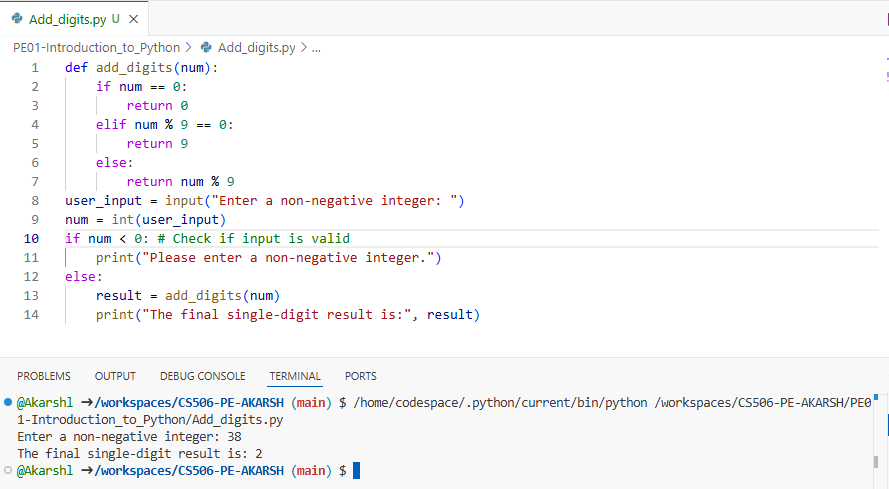 Add_digits.py U ×
PE01-Introduction_to_Python > Add_digits.py > ...
1 def add_digits(num):
2     if num == 0:
3         return 0
4     elif num % 9 == 0:
5         return 9
6     else:
7         return num % 9
8 user_input = input("Enter a non-negative integer: ")
9 num = int(user_input)
10 if num < 0: # Check if input is valid
11     print("Please enter a non-negative integer.")
12 else:
13     result = add_digits(num)
14     print("The final single-digit result is:", result)
PROBLEMS OUTPUT DEBUG CONSOLE TERMINAL PORTS
@Akarshl ➜/workspaces/CS506-PE-AKARSH (main) $ /home/codespace/.python/current/bin/python /workspaces/CS506-PE-AKARSH/PE0
1-Introduction_to_Python/Add_digits.py
Enter a non-negative integer: 38
The final single-digit result is: 2
@Akarshl ➜/workspaces/CS506-PE-AKARSH (main) $